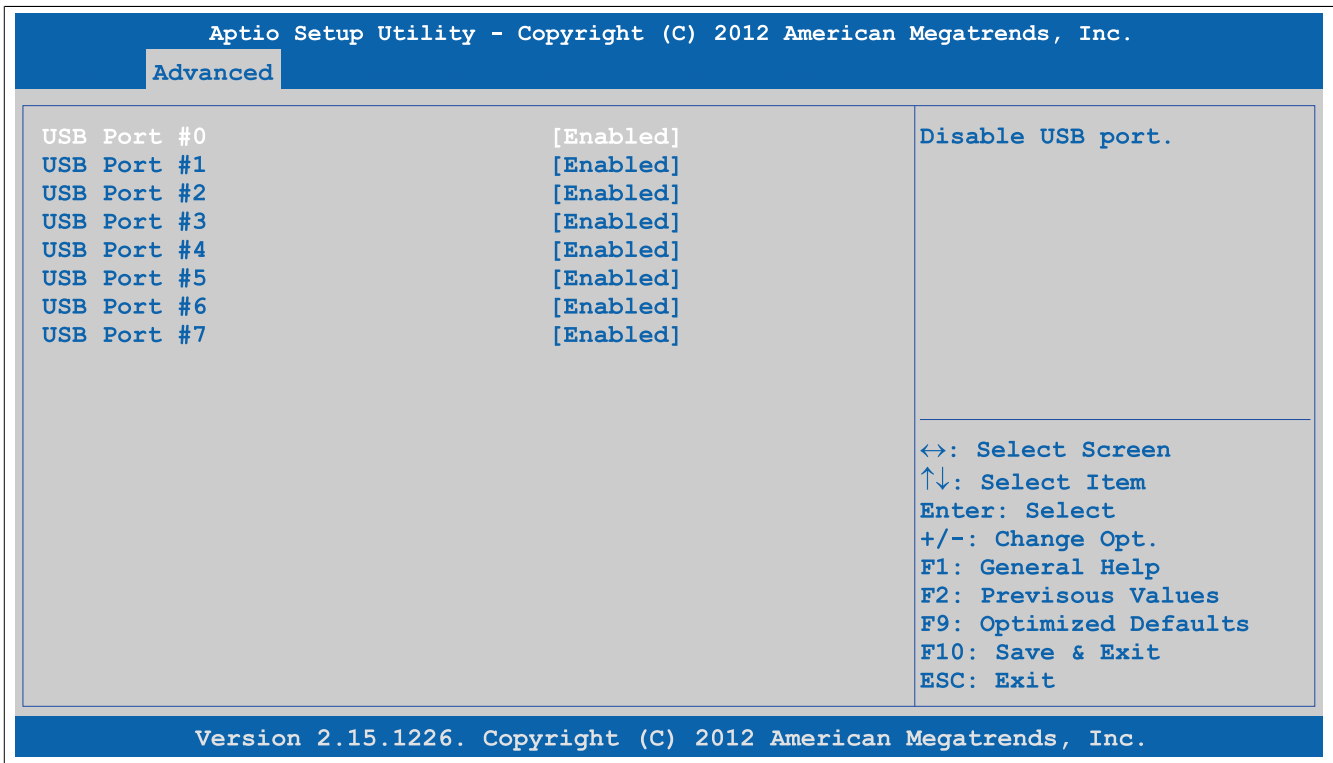 Aptio Setup Utility - Copyright (C) 2012 American Megatrends, Inc.
Advanced
USB Port #0 [Enabled]
USB Port #1 [Enabled]
USB Port #2 [Enabled]
USB Port #3 [Enabled]
USB Port #4 [Enabled]
USB Port #5 [Enabled]
USB Port #6 [Enabled]
USB Port #7 [Enabled]
Disable USB port.
↔: Select Screen
↑↓: Select Item
Enter: Select
+/-: Change Opt.
F1: General Help
F2: Previsous Values
F9: Optimized Defaults
F10: Save & Exit
ESC: Exit
Version 2.15.1226. Copyright (C) 2012 American Megatrends, Inc.